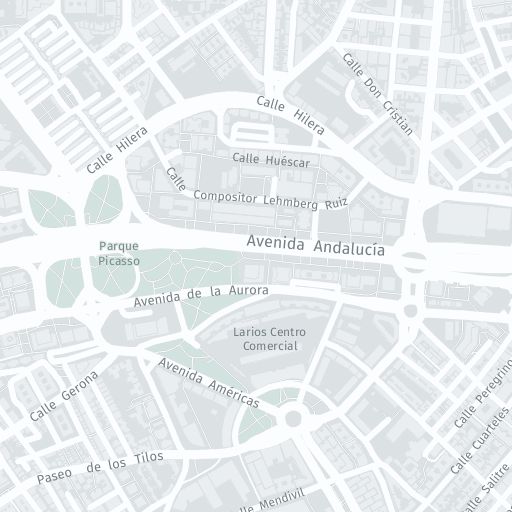 Calle Don Cristian
Calle Hilera
Calle Hilera
Calle Huéscar
Calle Compositor Lehmberg Ruiz
Avenida Andalucía
Parque
Picasso
Avenida de la Aurora
Larios Centro
Comercial
Avenida Américas
Calle Gerona
Calle Peregrino
Calle Cuarteles
Calle Salitre
Paseo de los Tilos
Calle Mendívil